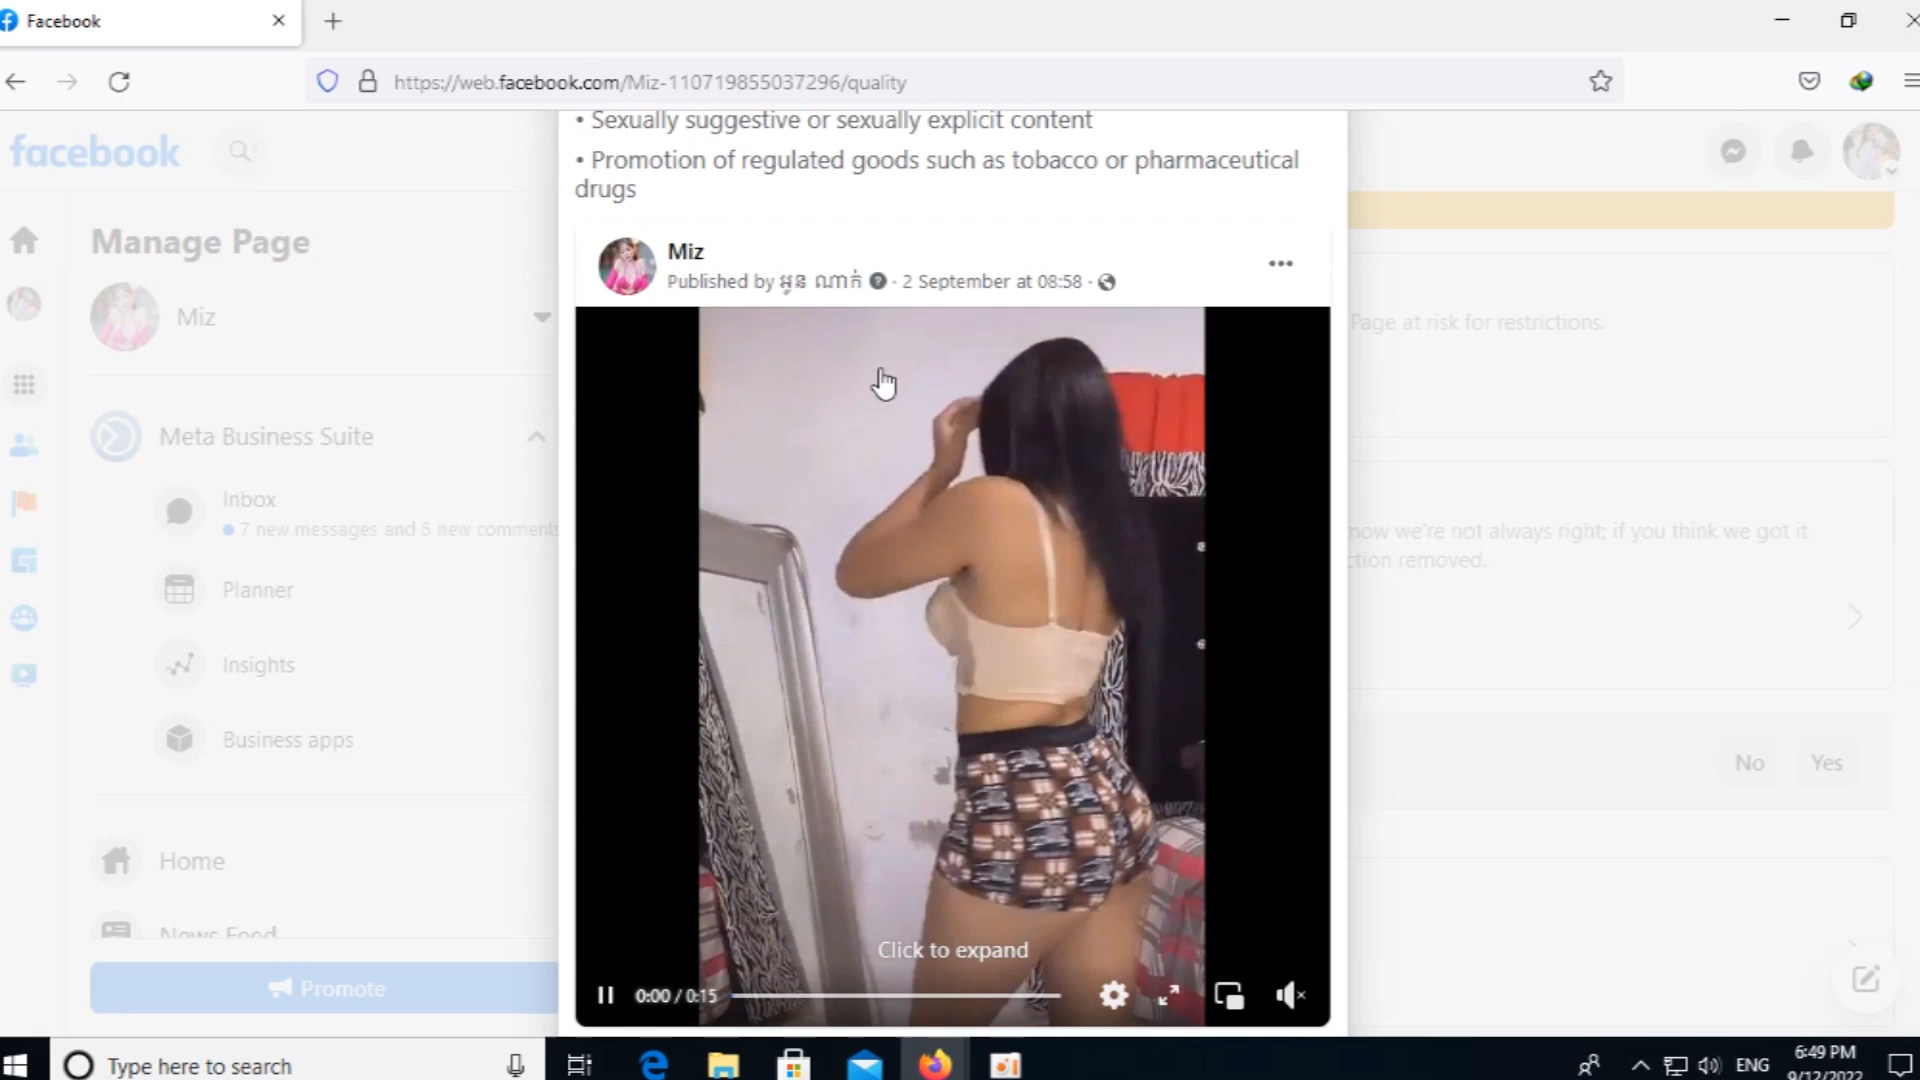 Facebook
https://web.facebook.com/Miz-110719855037296/quality
facebook
• Sexually suggestive or sexually explicit content
• Promotion of regulated goods such as tobacco or pharmaceutical
drugs
Manage Page
Miz
Meta Business Suite
Inbox
7 new messages and 5 new comments
Planner
Insights
Business apps
Home
News Feed
Promote
Miz
Published by អូន ណាក់ · 2 September at 08:58 ·
Click to expand
0:00 / 0:15
Page at risk for restrictions.
now we're not always right; if you think we got it
ction removed.
No
Yes
Type here to search
ENG
6:49 PM
9/12/2022